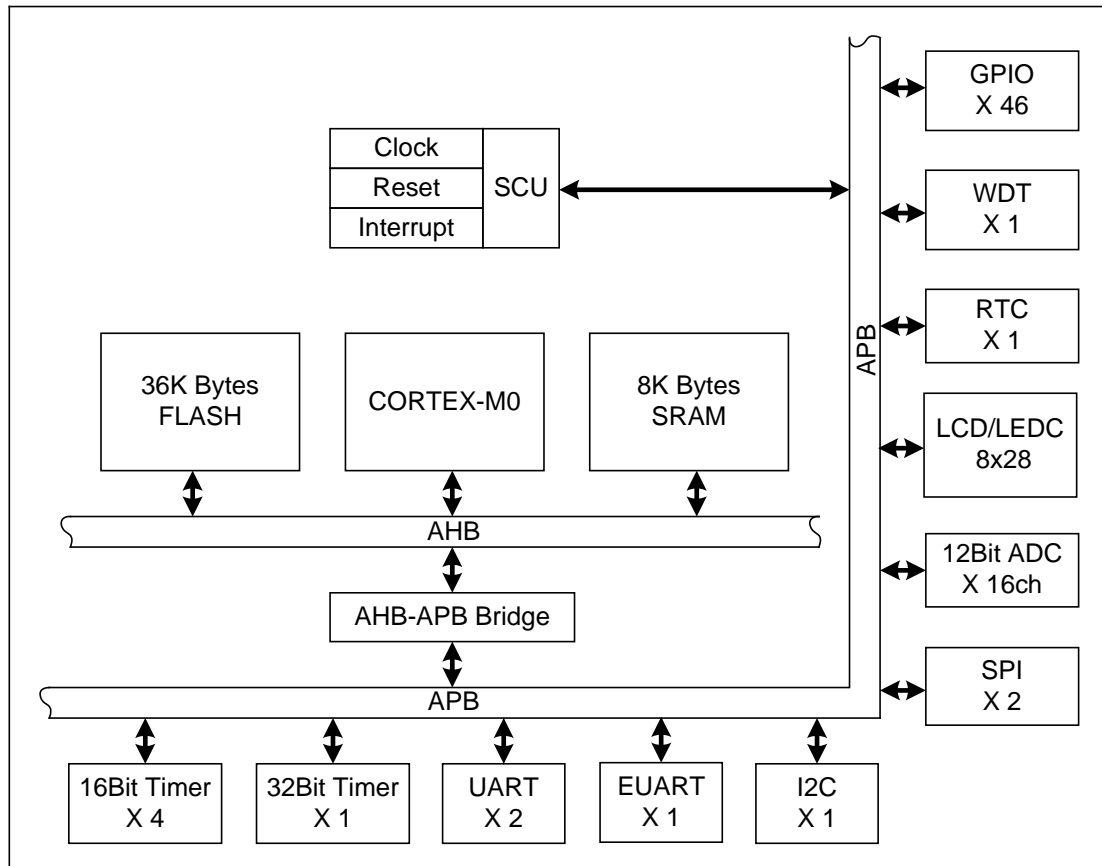 GPIO
X 46
Clock
Reset
Interrupt
SCU
WDT
X 1
RTC
X 1
APB
36K Bytes
FLASH
CORTEX-M0
8K Bytes
SRAM
LCD/LEDC
8x28
AHB
12Bit ADC
X 16ch
AHB-APB Bridge
SPI
X 2
APB
16Bit Timer
X 4
32Bit Timer
X 1
UART
X 2
EUART
X 1
I2C
X 1